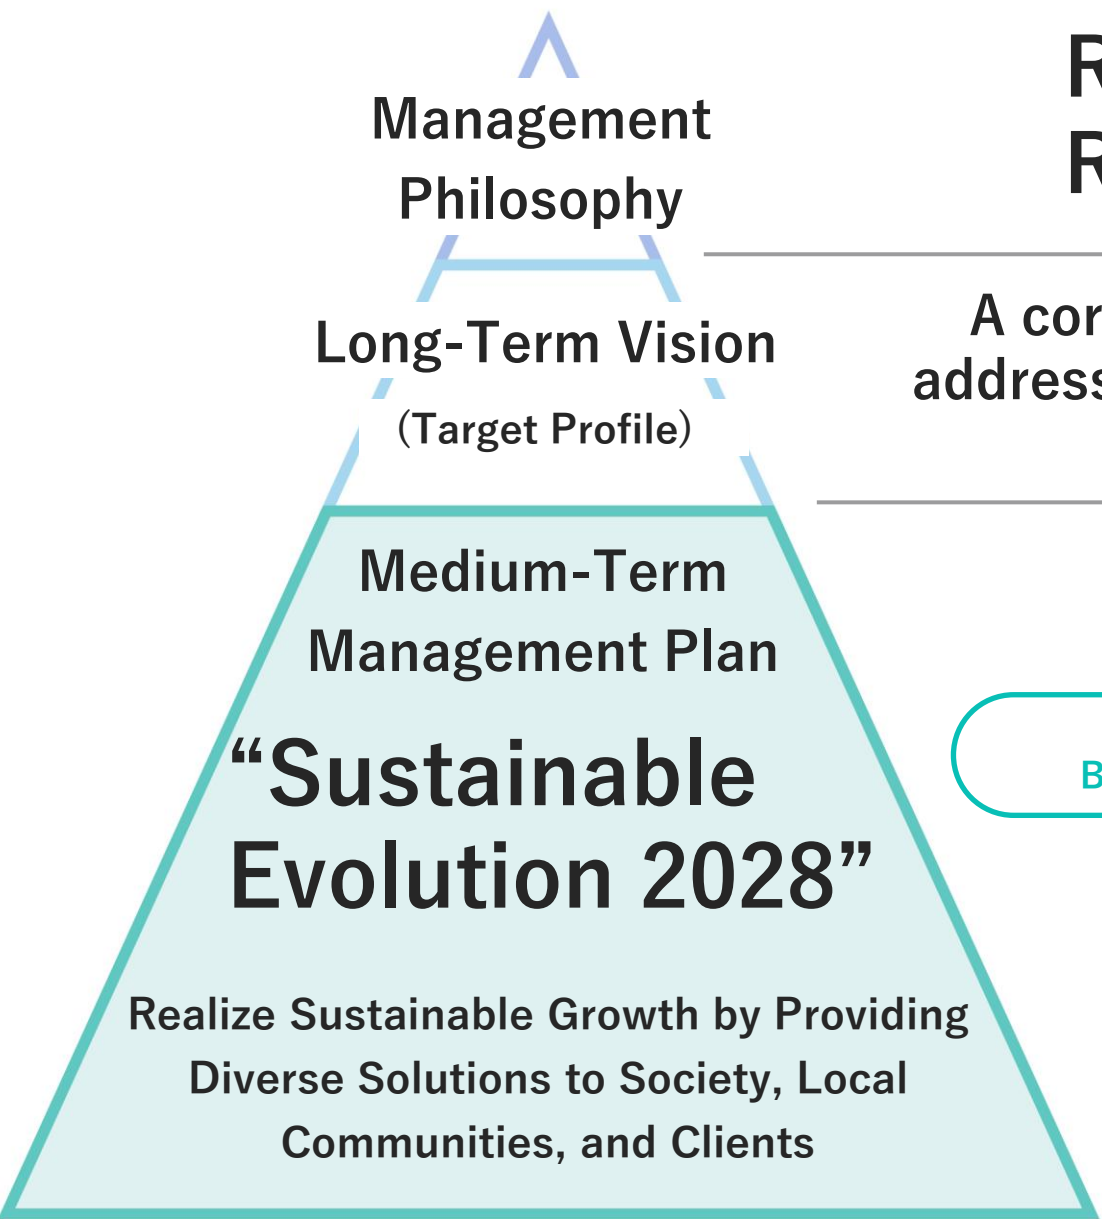 Management
Philosophy
Long-Term Vision
(Target Profile)
A
address
Medium-Term
Management Plan
“Sustainable
Evolution 2028”
Realize Sustainable Growth by Providing
Diverse Solutions to Society, Local
Communities, and Clients